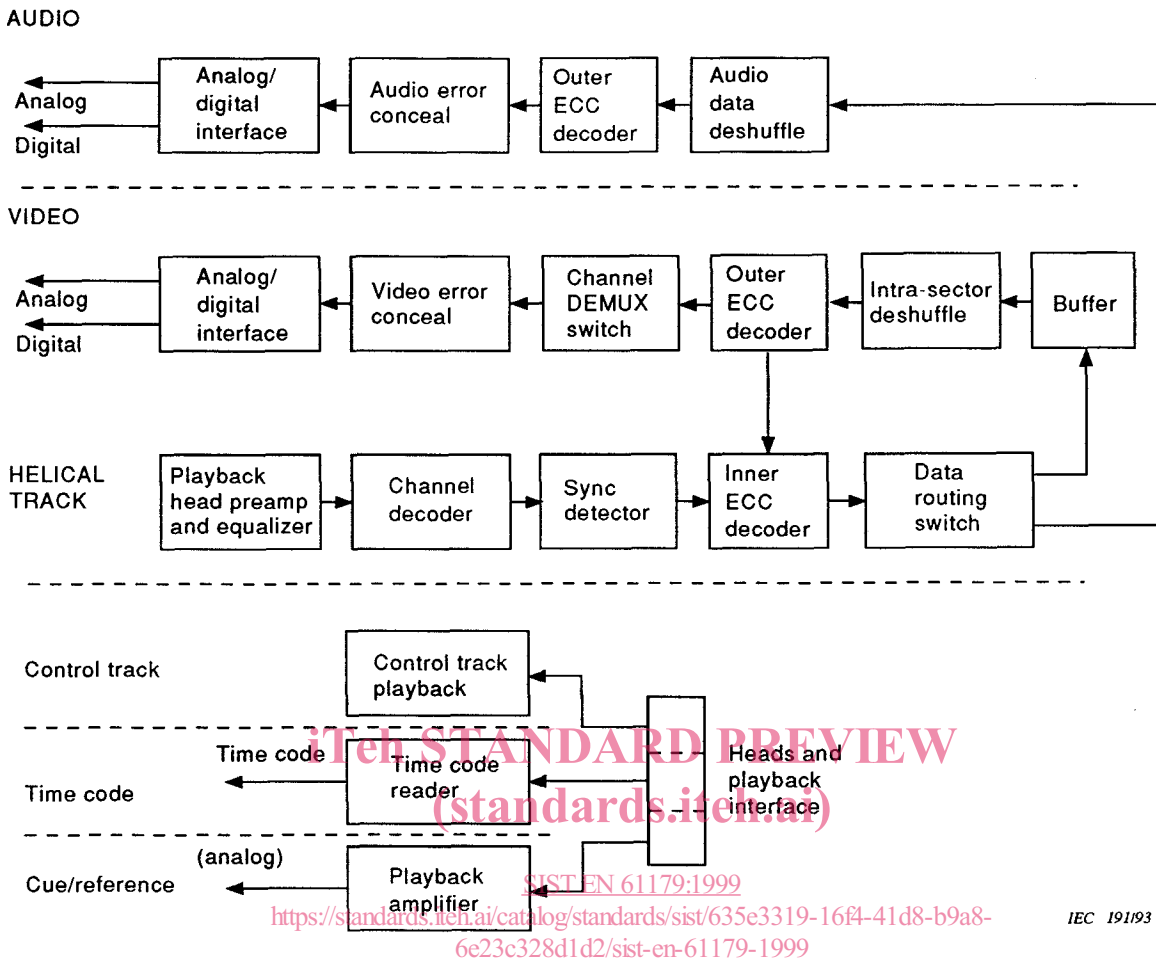 AUDIO
Analog
Digital
Analog/
digital
interface
Audio error
conceal
Outer
ECC
decoder
Audio
data
deshuffle
VIDEO
Analog
Digital
Analog/
digital
interface
Video error
conceal
Channel
DEMUX
switch
Outer
ECC
decoder
Intra-sector
deshuffle
Buffer
HELICAL
TRACK
Playback
head preamp
and equalizer
Channel
decoder
Sync
detector
Inner
ECC
decoder
Data
routing
switch
Control track
Control track
playback
iTeh STANDARD PREVIEW
Time code
Time code
Time code
reader
Heads and
playback
interface
(standards.iteh.ai)
Cue/reference
(analog)
Playback
amplifier
SIST EN 61179:1999
https://standards.iteh.ai/catalog/standards/sist/635e3319-16f4-41d8-b9a8-
6e23c328d1d2/sist-en-61179-1999
IEC 191/93